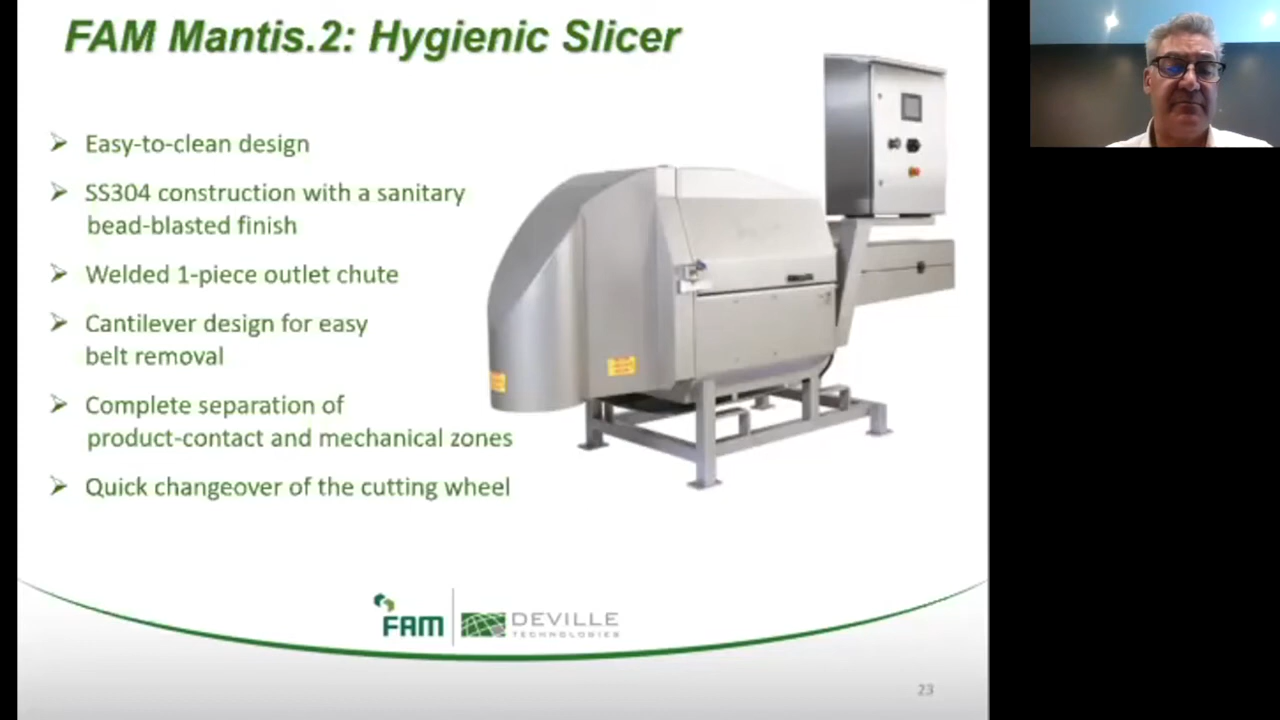 FAM Mantis.2: Hygienic Slicer
Easy-to-clean design
SS304 construction with a sanitary
bead-blasted finish
Welded 1-piece outlet chute
Cantilever design for easy
belt removal
Complete separation of
product-contact and mechanical zones
Quick changeover of the cutting wheel
FAM
DEVILLE
TECHNOLOGIES
23